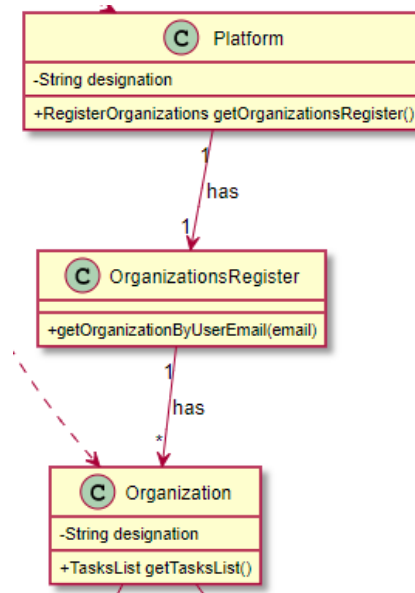 C Platform
-String designation
+RegisterOrganizations getOrganizationsRegister()
1
has
1
C OrganizationsRegister
+getOrganizationByUserEmail(email)
1
has
*
C Organization
-String designation
+TasksList getTasksList()